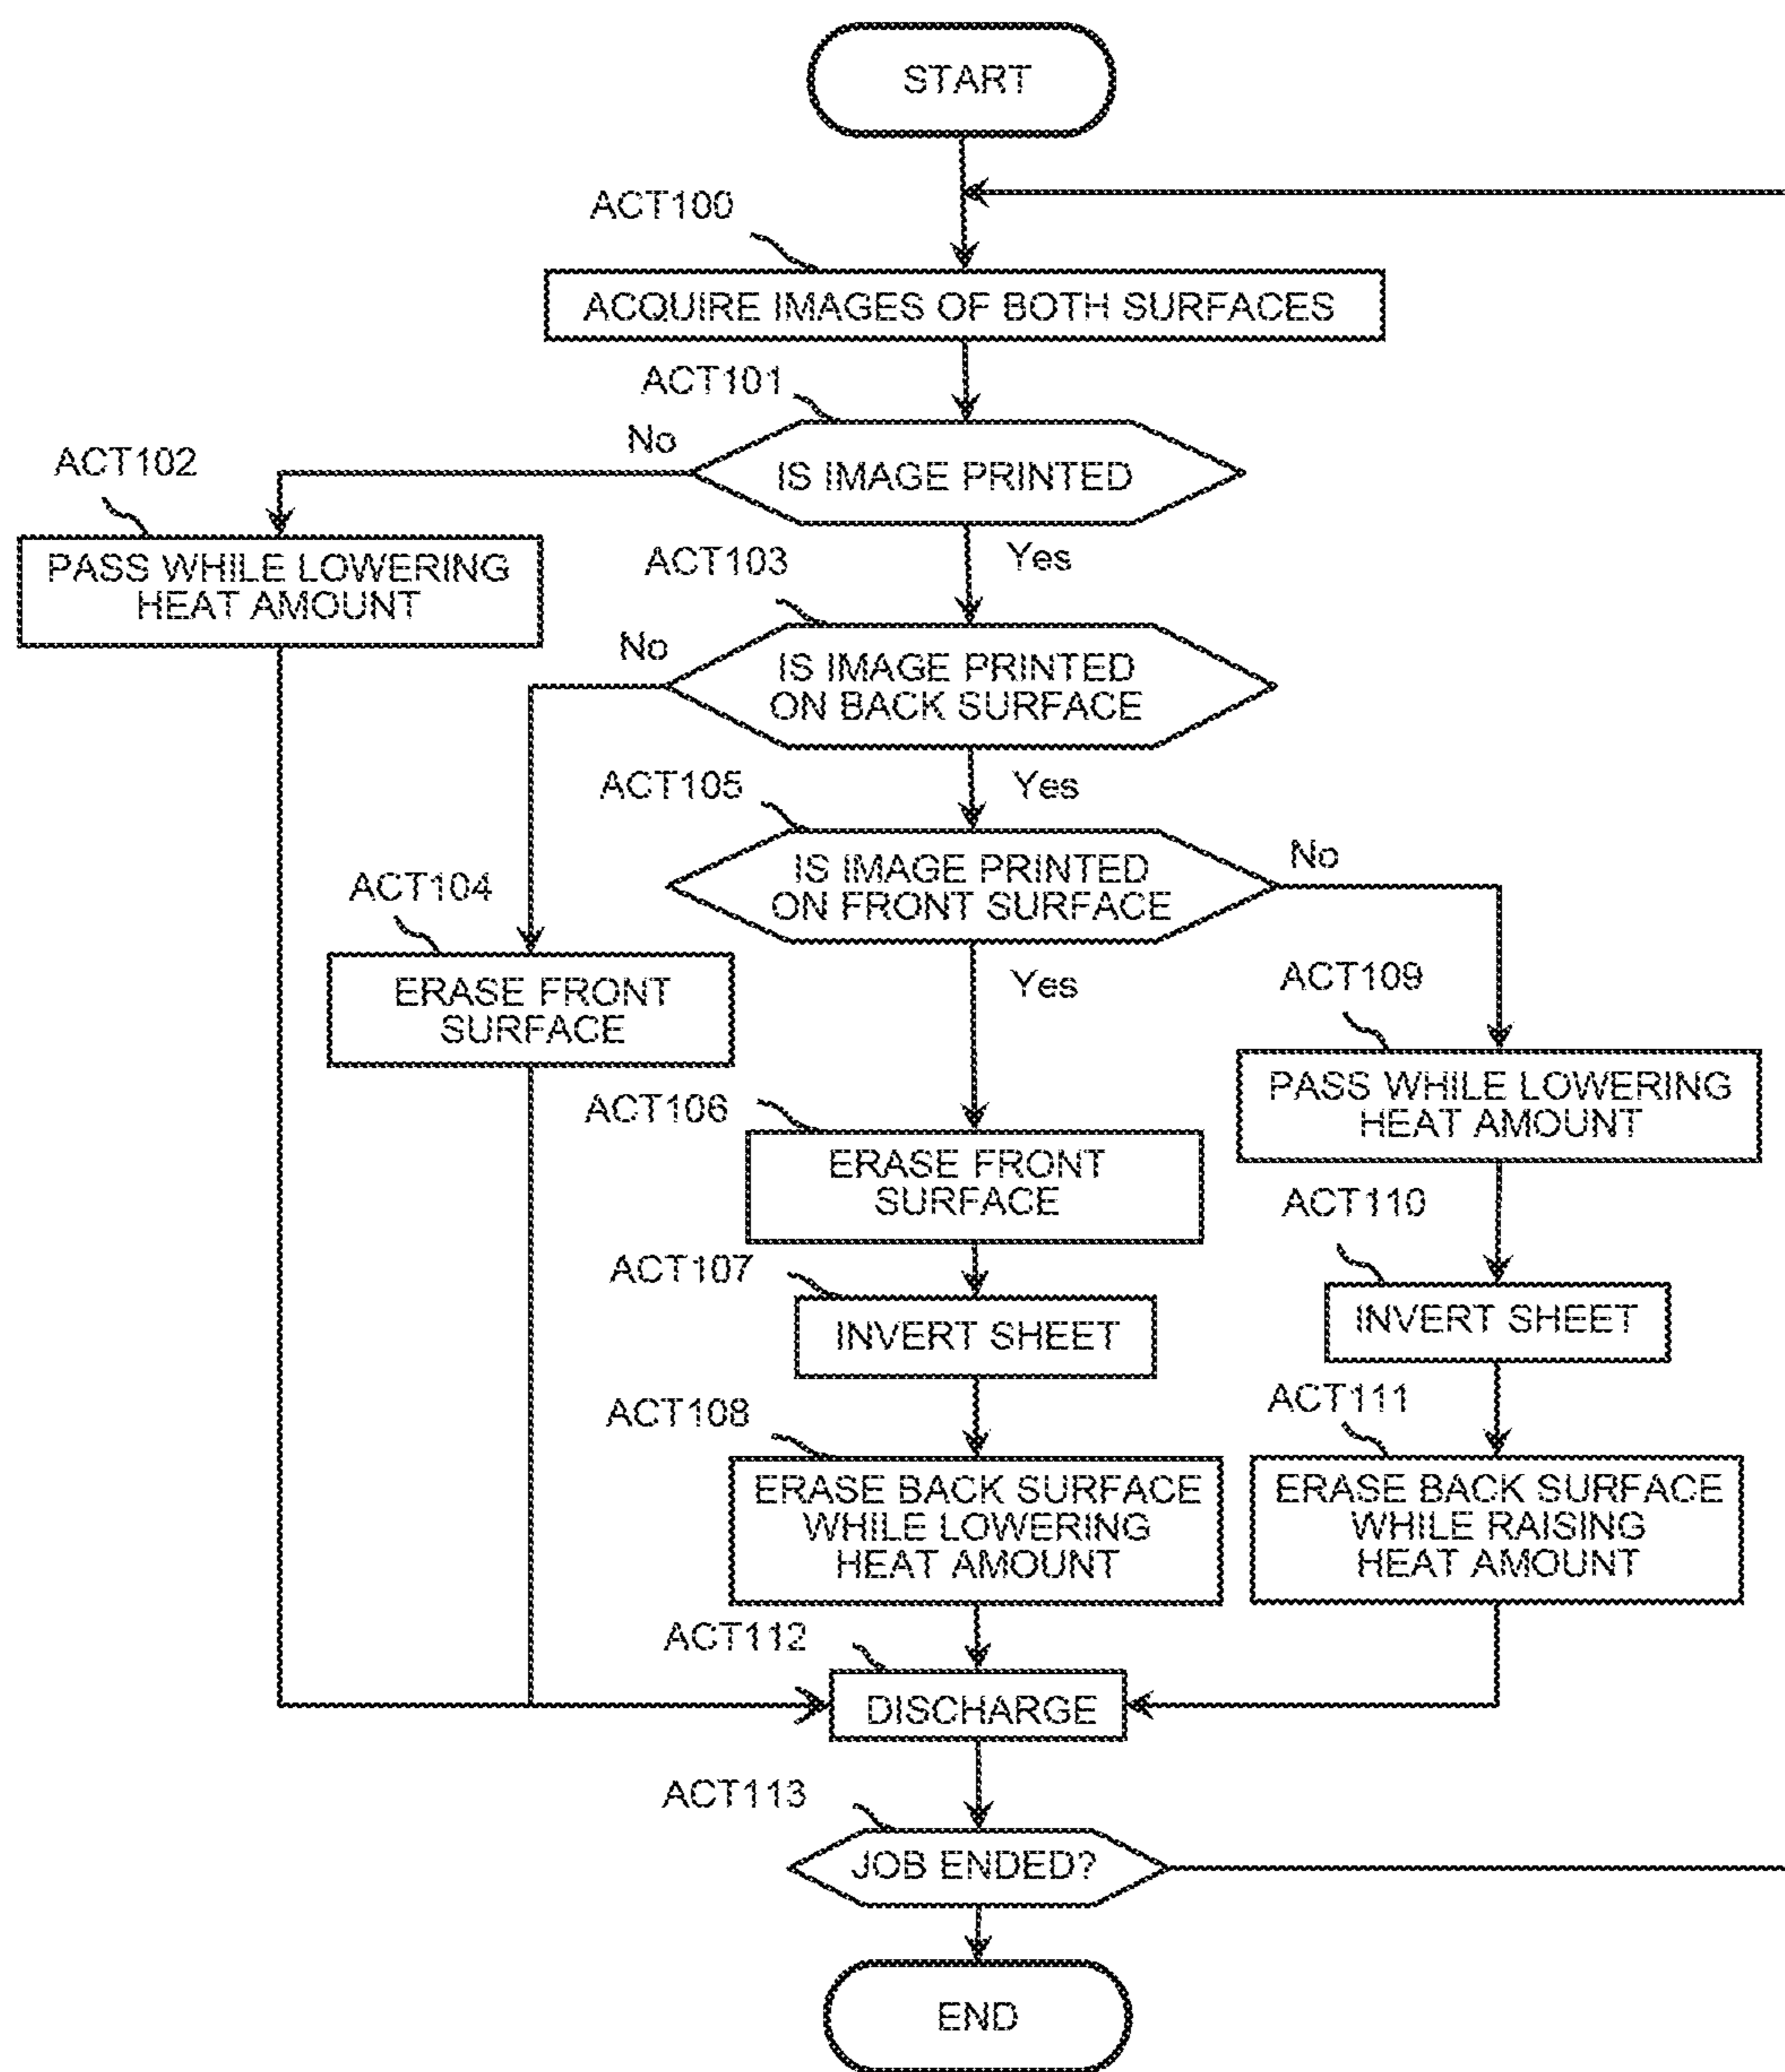 START
ACT100
ACQUIRE IMAGES OF BOTH SURFACES
ACT101
No
IS IMAGE PRINTED
ACT102
Yes
PASS WHILE LOWERING
HEAT AMOUNT
ACT103
No
IS IMAGE PRINTED
ON BACK SURFACE
Yes
ACT105
IS IMAGE PRINTED
ON FRONT SURFACE
No
ACT104
Yes
ERASE FRONT
SURFACE
ACT109
PASS WHILE LOWERING
HEAT AMOUNT
ACT106
ERASE FRONT
SURFACE
ACT110
INVERT SHEET
ACT107
INVERT SHEET
ACT111
ERASE BACK SURFACE
WHILE RAISING
HEAT AMOUNT
ACT108
ERASE BACK SURFACE
WHILE LOWERING
HEAT AMOUNT
ACT112
DISCHARGE
ACT113
JOB ENDED?
END